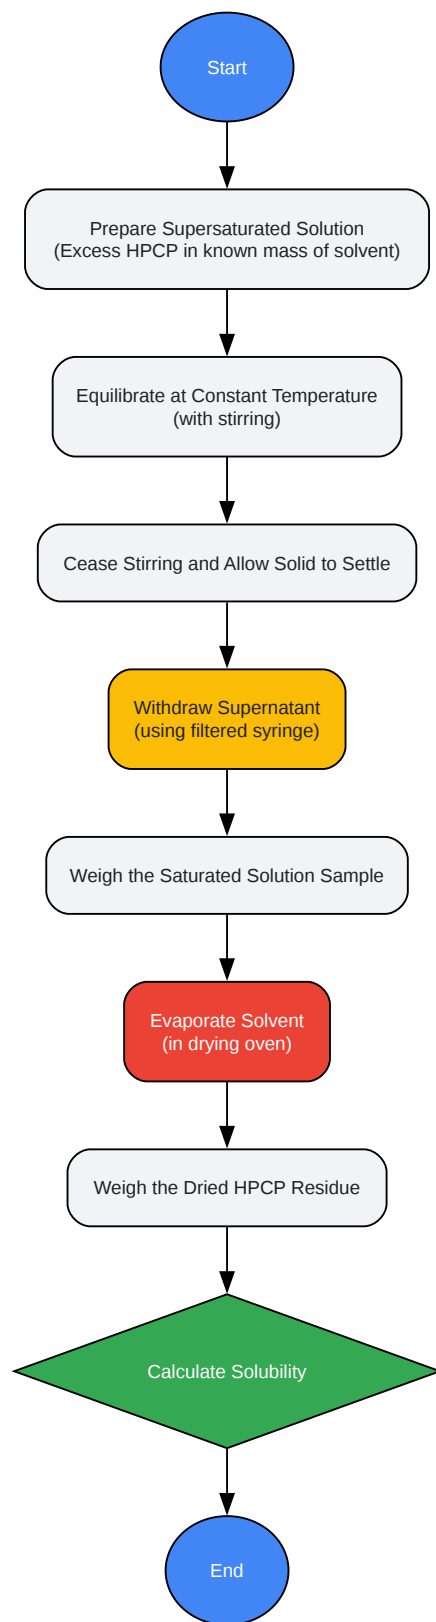 Start
Prepare Supersaturated Solution
(Excess HPCP in known mass of solvent)
Equilibrate at Constant Temperature
(with stirring)
Cease Stirring and Allow Solid to Settle
Withdraw Supernatant
(using filtered syringe)
Weigh the Saturated Solution Sample
Evaporate Solvent
(in drying oven)
Weigh the Dried HPCP Residue
Calculate Solubility
End